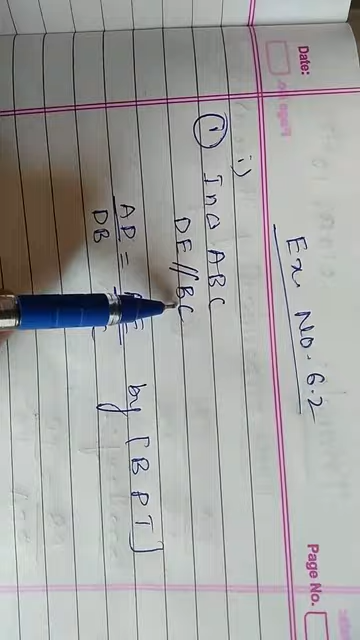 Date:
Page No.
Ex No. 6.2
i)
① In △ ABC
DE // BC
AD = by [BPT]
DB